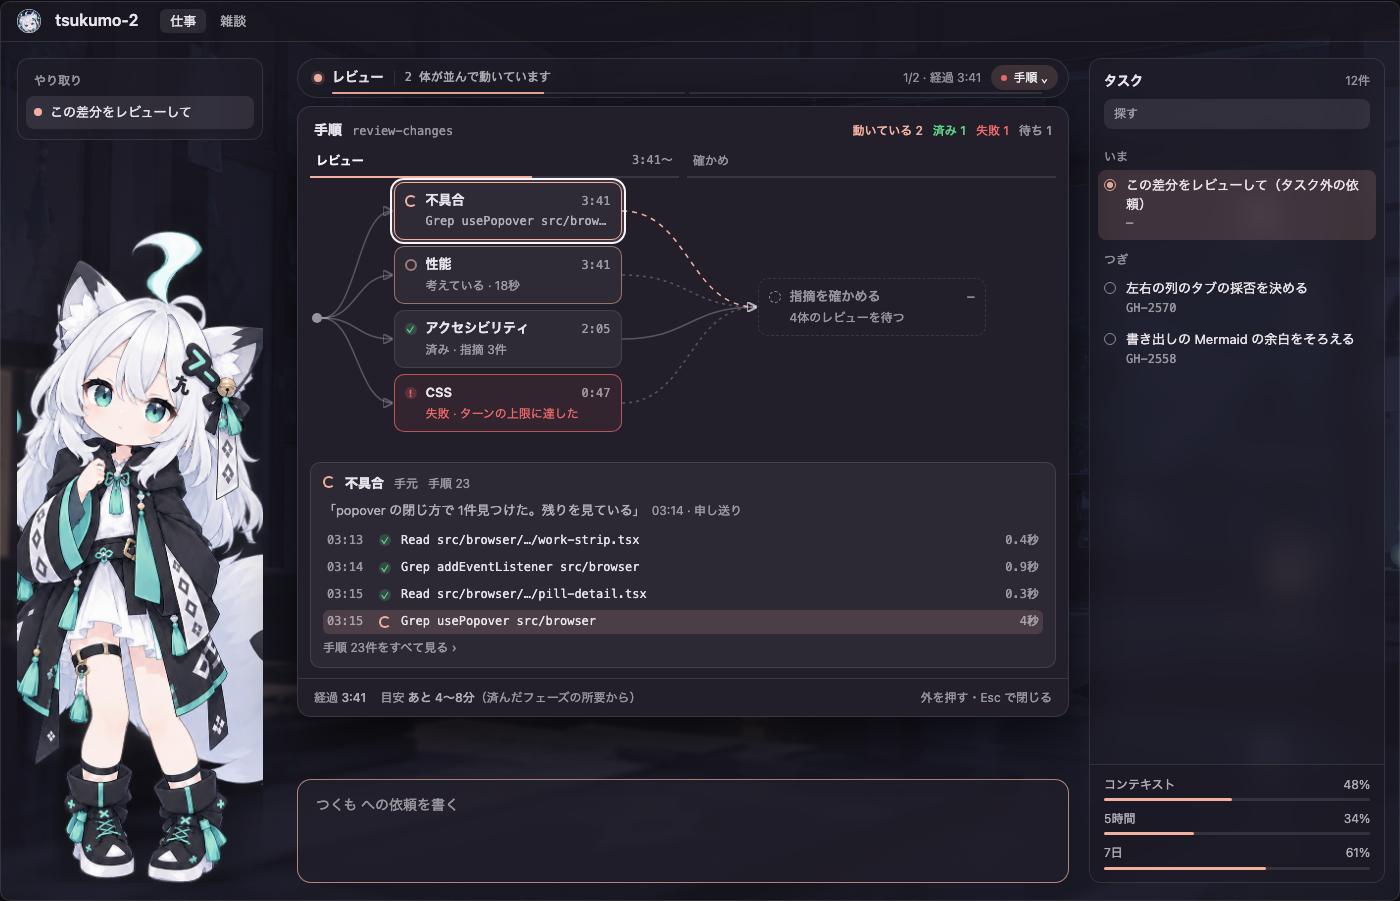 tsukumo-2 仕事 雑談
やり取り
この差分をレビューして
レビュー 2 体が並んで動いています 1/2 · 経過 3:41 手順
手順 review-changes 動いている 2 済み 1 失敗 1 待ち 1
レビュー 3:41〜 確かめ
不具合 3:41
Grep usePopover src/brow…
性能 3:41
考えている · 18秒
アクセシビリティ 2:05
済み · 指摘 3件
CSS 0:47
失敗 · ターンの上限に達した
指摘を確かめる –
4体のレビューを待つ
不具合 手元 手順 23
「popover の閉じ方で 1件見つけた。残りを見ている」 03:14 · 申し送り
03:13 Read src/browser/…/work-strip.tsx 0.4秒
03:14 Grep addEventListener src/browser 0.9秒
03:15 Read src/browser/…/pill-detail.tsx 0.3秒
03:15 Grep usePopover src/browser 4秒
手順 23件をすべて見る ›
経過 3:41 目安 あと 4〜8分（済んだフェーズの所要から） 外を押す・Esc で閉じる
つくも への依頼を書く
タスク 12件
探す
いま
この差分をレビューして（タスク外の依
頼）
–
つぎ
左右の列のタブの採否を決める
GH-2570
書き出しの Mermaid の余白をそろえる
GH-2558
コンテキスト 48%
5時間 34%
7日 61%